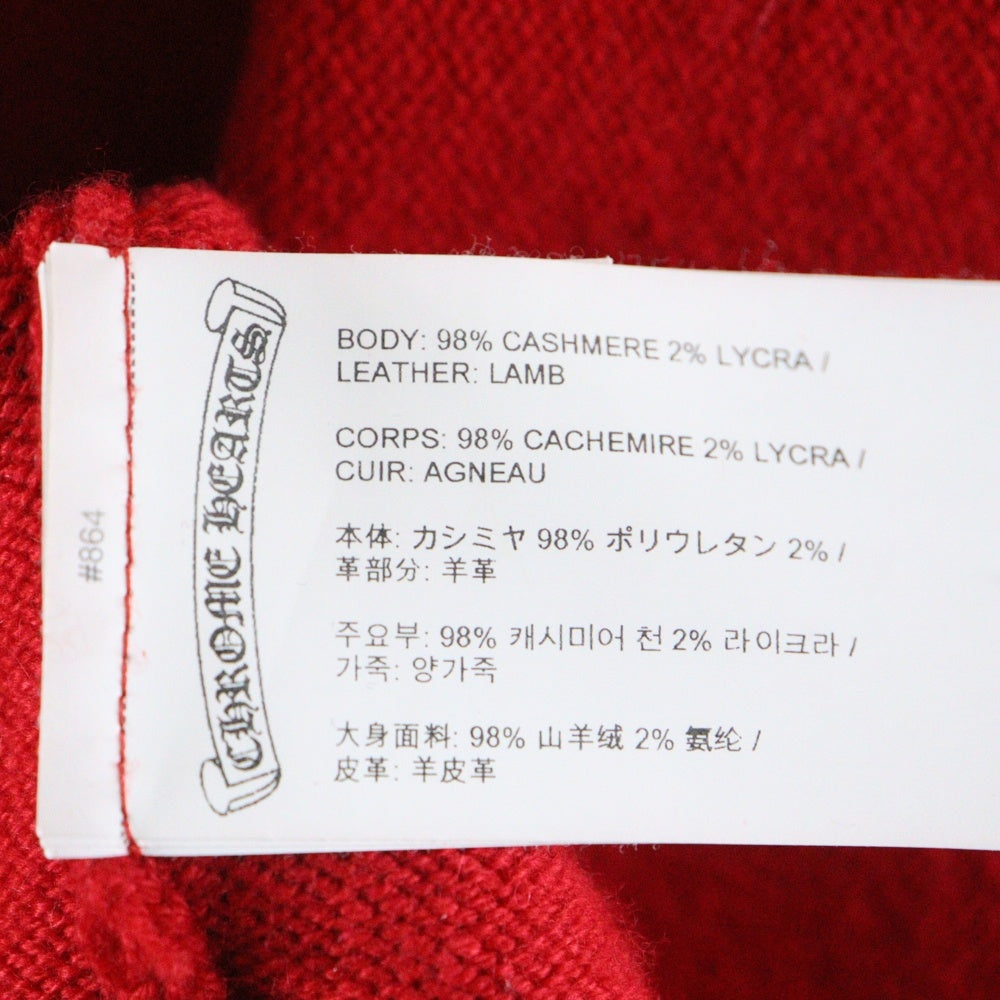 #864
CHROME HEARTS
BODY: 98% CASHMERE 2% LYCRA /
LEATHER: LAMB
CORPS: 98% CACHEMIRE 2% LYCRA /
CUIR: AGNEAU
本体: カシミヤ 98% ポリウレタン 2% /
革部分: 羊革
주요부: 98% 캐시미어 천 2% 라이크라 /
가죽: 양가죽
大身面料: 98% 山羊绒 2% 氨纶 /
皮革: 羊皮革